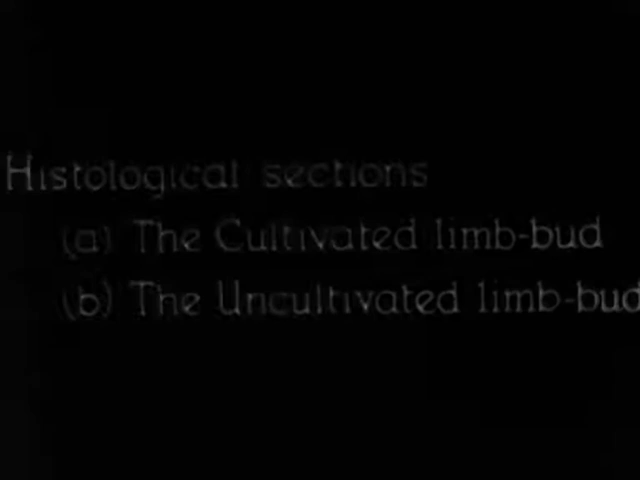 Histological sections
(a) The Cultivated limb-bud
(b) The Uncultivated limb-bud